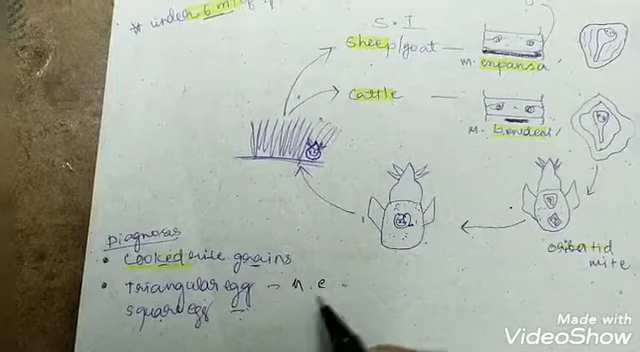 * under 6 m
S.I
sheep/goat
m. expansa
cattle
m. benedeni
oribatid
mite
Diagnosis
• cooked rice grains
• Triangular egg → M.e
square egg →
Made with
VideoShow